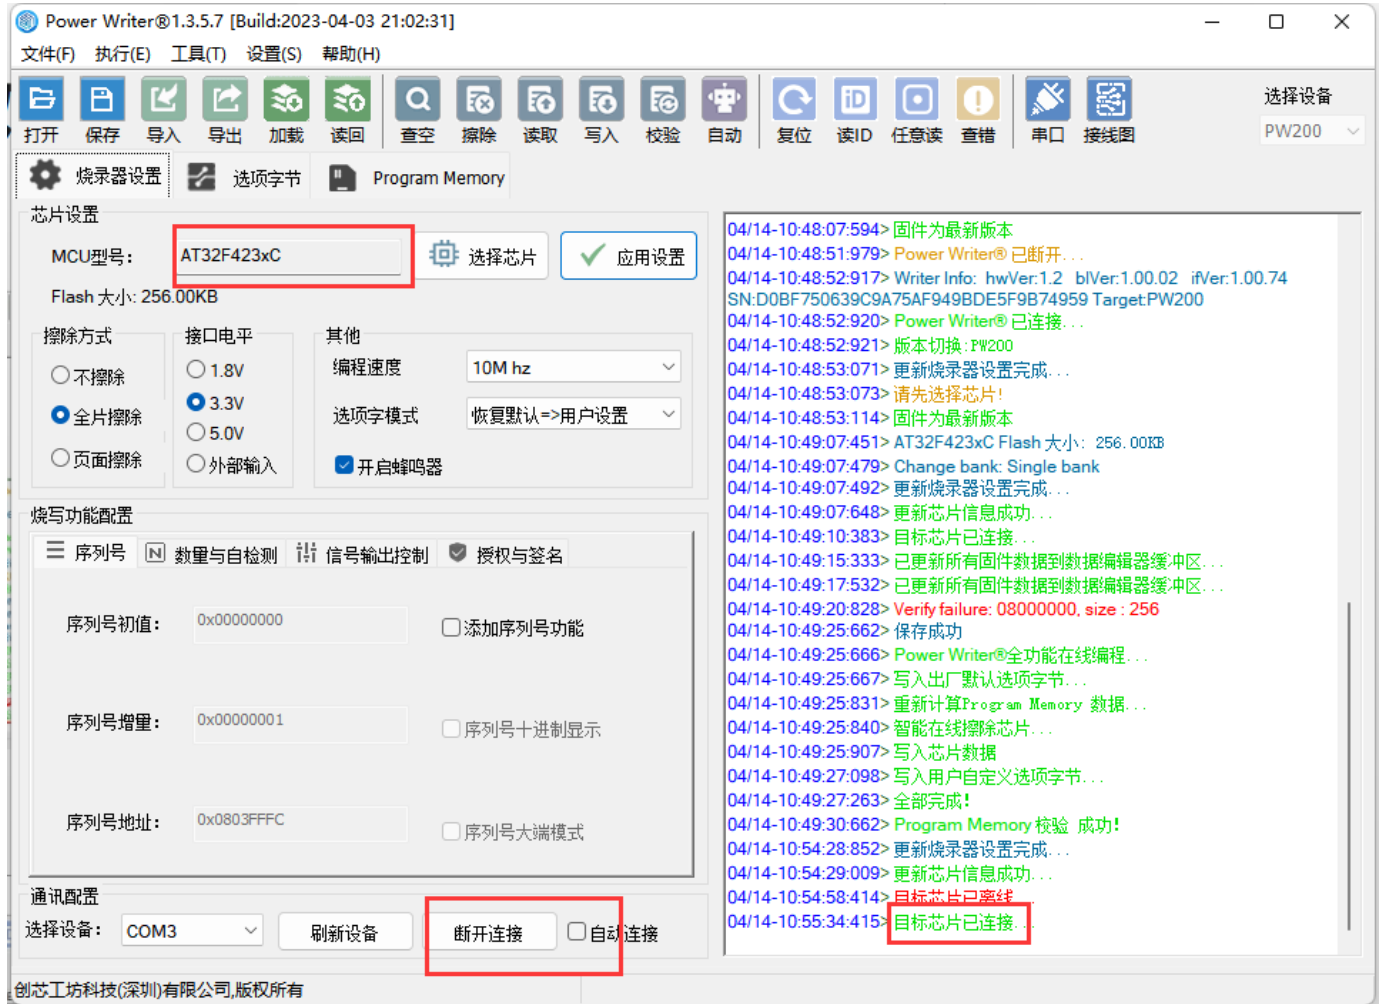 Power Writer®1.3.5.7 [Build:2023-04-03 21:02:31]
文件(F) 执行(E) 工具(T) 设置(S) 帮助(H)
打开 保存 导入 导出 加载 读回 查空 擦除 读取 写入 校验 自动 复位 读ID 任意读 查错 串口 接线图
选择设备
PW200
烧录器设置 选项字节 Program Memory
芯片设置
MCU型号: AT32F423xC 选择芯片 应用设置
Flash 大小: 256.00KB
擦除方式
不擦除
全片擦除
页面擦除
接口电平
1.8V
3.3V
5.0V
外部输入
其他
编程速度 10M hz
选项字模式 恢复默认=>用户设置
开启蜂鸣器
烧写功能配置
序列号 数量与自检测 信号输出控制 授权与签名
序列号初值: 0x00000000 添加序列号功能
序列号增量: 0x00000001 序列号十进制显示
序列号地址: 0x0803FFFC 序列号大端模式
通讯配置
选择设备: COM3 刷新设备 断开连接 自动连接
创芯工坊科技(深圳)有限公司,版权所有
04/14-10:48:07:594> 固件为最新版本
04/14-10:48:51:979> Power Writer® 已断开...
04/14-10:48:52:917> Writer Info: hwVer:1.2 blVer:1.00.02 ifVer:1.00.74
SN:D0BF750639C9A75AF949BDE5F9B74959 Target:PW200
04/14-10:48:52:920> Power Writer® 已连接...
04/14-10:48:52:921> 版本切换:PW200
04/14-10:48:53:071> 更新烧录器设置完成...
04/14-10:48:53:073> 请先选择芯片!
04/14-10:48:53:114> 固件为最新版本
04/14-10:49:07:451> AT32F423xC Flash 大小: 256.00KB
04/14-10:49:07:479> Change bank: Single bank
04/14-10:49:07:492> 更新烧录器设置完成...
04/14-10:49:07:648> 更新芯片信息成功...
04/14-10:49:10:383> 目标芯片已连接...
04/14-10:49:15:333> 已更新所有固件数据到数据编辑器缓冲区...
04/14-10:49:17:532> 已更新所有固件数据到数据编辑器缓冲区...
04/14-10:49:20:828> Verify failure: 08000000, size : 256
04/14-10:49:25:662> 保存成功
04/14-10:49:25:666> Power Writer®全功能在线编程...
04/14-10:49:25:667> 写入出厂默认选项字节...
04/14-10:49:25:831> 重新计算Program Memory 数据...
04/14-10:49:25:840> 智能在线擦除芯片...
04/14-10:49:25:907> 写入芯片数据
04/14-10:49:27:098> 写入用户自定义选项字节...
04/14-10:49:27:263> 全部完成!
04/14-10:49:30:662> Program Memory 校验 成功!
04/14-10:54:28:852> 更新烧录器设置完成...
04/14-10:54:29:009> 更新芯片信息成功...
04/14-10:54:58:414> 目标芯片已离线...
04/14-10:55:34:415> 目标芯片已连接...